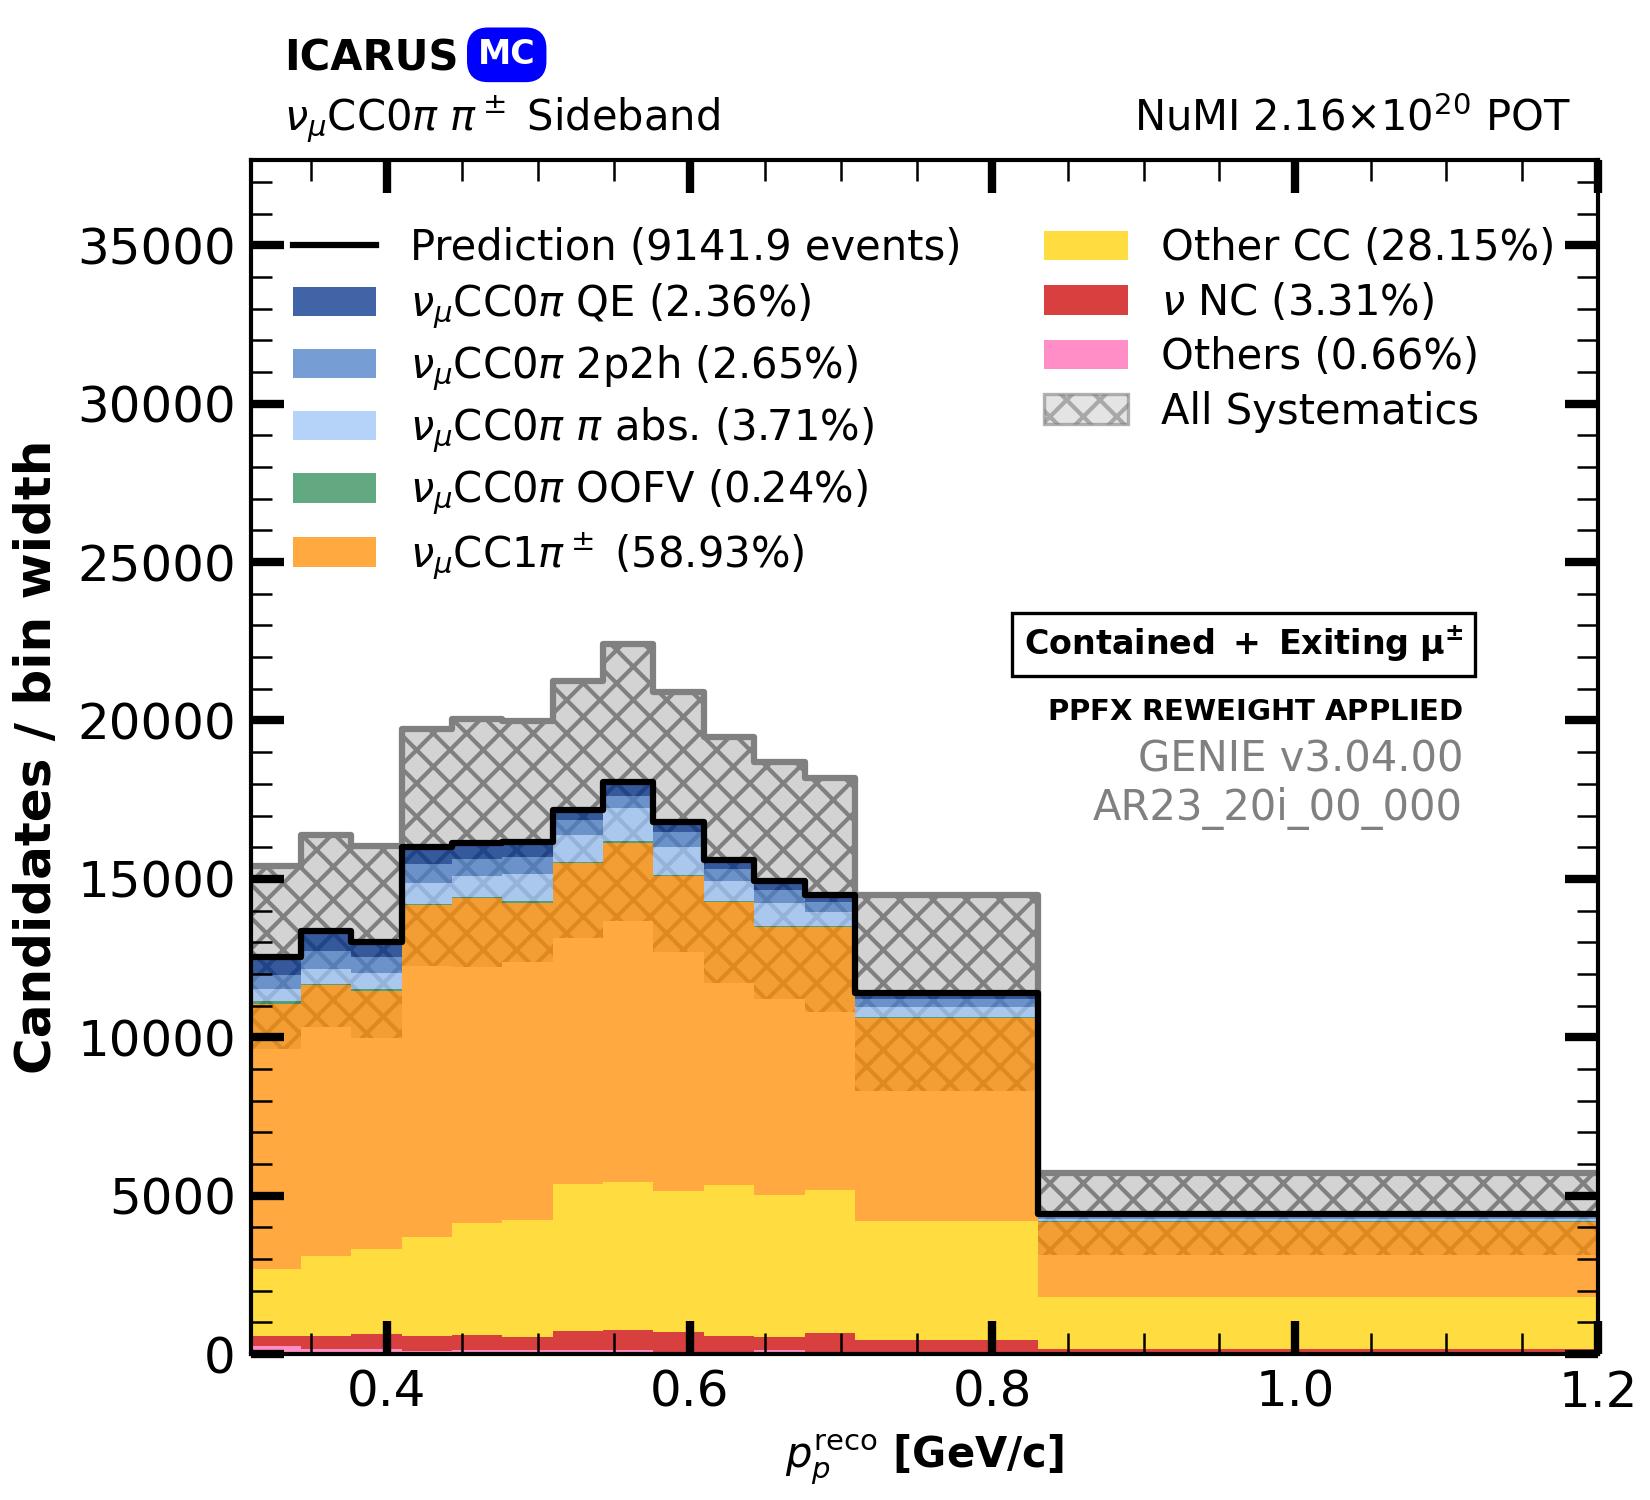 ICARUS MC
νμCC0π π± Sideband
NuMI 2.16×10²⁰ POT
Prediction (9141.9 events)
νμCC0π QE (2.36%)
νμCC0π 2p2h (2.65%)
νμCC0π π abs. (3.71%)
νμCC0π OOFV (0.24%)
νμCC1π± (58.93%)
Other CC (28.15%)
ν NC (3.31%)
Others (0.66%)
All Systematics
Contained + Exiting μ±
PPFX REWEIGHT APPLIED
GENIE v3.04.00
AR23_20i_00_000
Candidates / bin width
35000
30000
25000
20000
15000
10000
5000
0
0.4 0.6 0.8 1.0 1.2
p_p^reco [GeV/c]